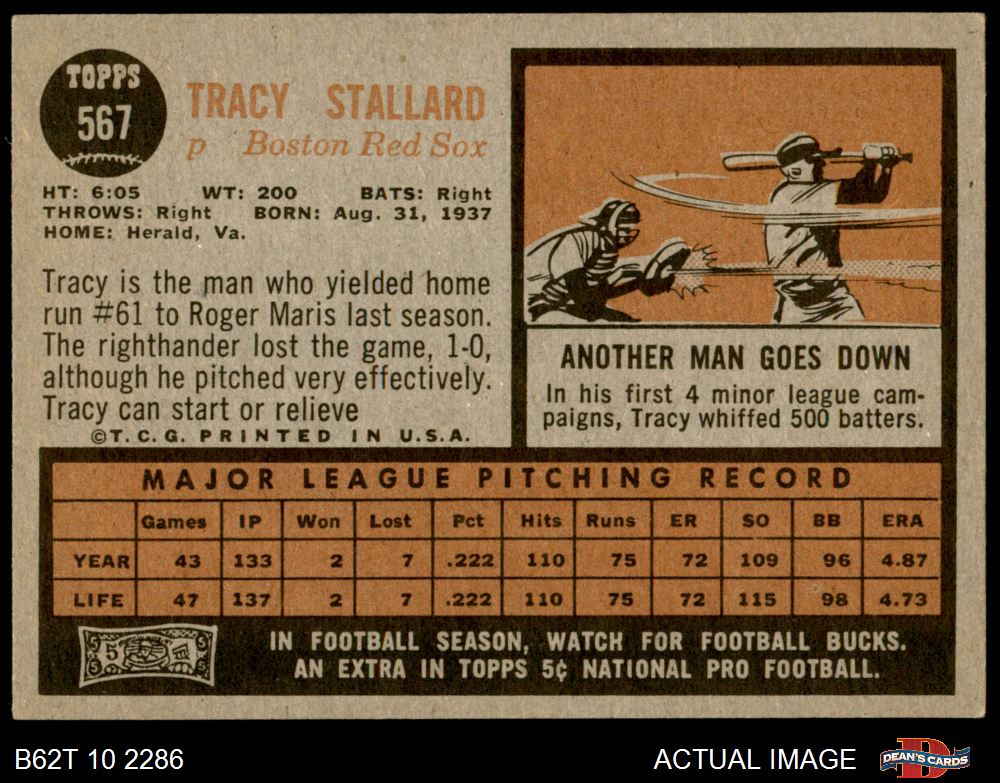 TOPPS
567
TRACY STALLARD
p Boston Red Sox
HT: 6:05 WT: 200 BATS: Right
THROWS: Right BORN: Aug. 31, 1937
HOME: Herald, Va.
Tracy is the man who yielded home
run #61 to Roger Maris last season.
The righthander lost the game, 1-0,
although he pitched very effectively.
Tracy can start or relieve
©T. C. G. PRINTED IN U.S.A.
ANOTHER MAN GOES DOWN
In his first 4 minor league cam-
paigns, Tracy whiffed 500 batters.
MAJOR LEAGUE PITCHING RECORD
Games IP Won Lost Pct Hits Runs ER SO BB ERA
YEAR 43 133 2 7 .222 110 75 72 109 96 4.87
LIFE 47 137 2 7 .222 110 75 72 115 98 4.73
5
IN FOOTBALL SEASON, WATCH FOR FOOTBALL BUCKS.
AN EXTRA IN TOPPS 5¢ NATIONAL PRO FOOTBALL.
B62T 10 2286 ACTUAL IMAGE DEAN'S CARDS